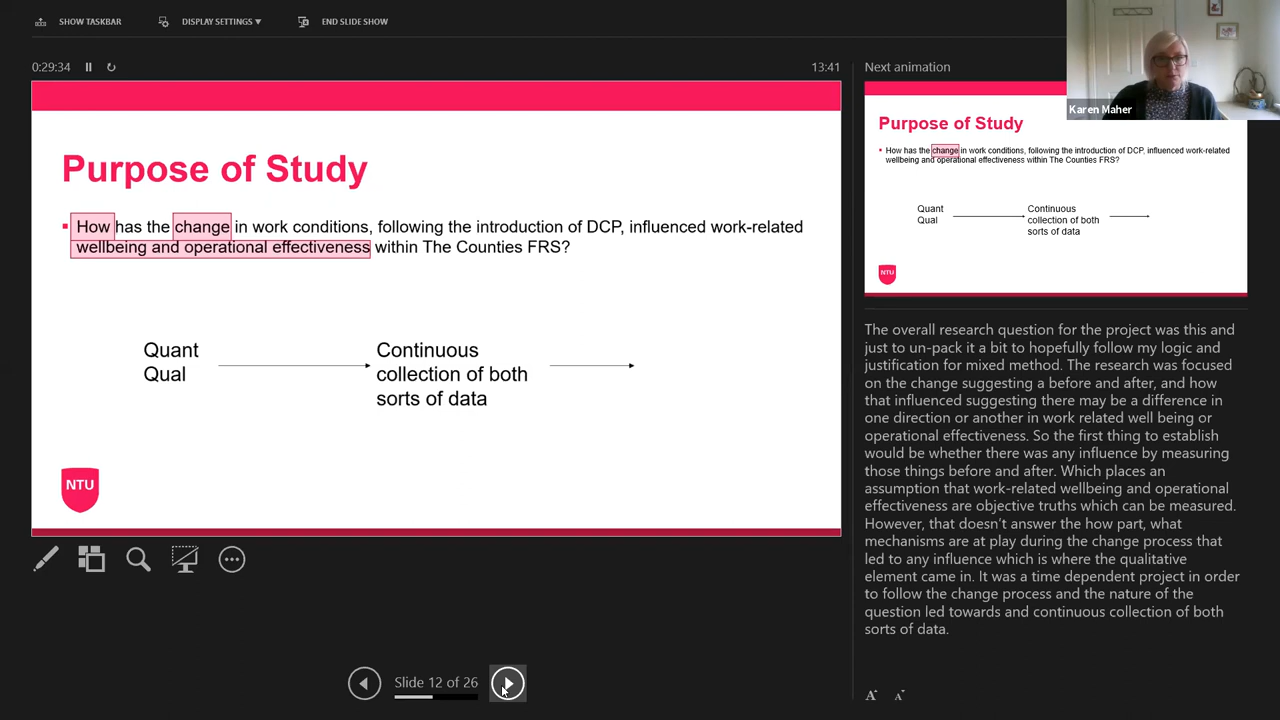 SHOW TASKBAR
DISPLAY SETTINGS
END SLIDE SHOW
0:29:34
13:41
Purpose of Study
How has the change in work conditions, following the introduction of DCP, influenced work-related
wellbeing and operational effectiveness within The Counties FRS?
Quant
Qual
Continuous
collection of both
sorts of data
NTU
Slide 12 of 26
Next animation
Karen Maher
Purpose of Study
How has the change in work conditions, following the introduction of DCP, influenced work-related
wellbeing and operational effectiveness within The Counties FRS?
Quant
Qual
Continuous
collection of both
sorts of data
NTU
The overall research question for the project was this and
just to un-pack it a bit to hopefully follow my logic and
justification for mixed method. The research was focused
on the change suggesting a before and after, and how
that influenced suggesting there may be a difference in
one direction or another in work related well being or
operational effectiveness. So the first thing to establish
would be whether there was any influence by measuring
those things before and after. Which places an
assumption that work-related wellbeing and operational
effectiveness are objective truths which can be measured.
However, that doesn't answer the how part, what
mechanisms are at play during the change process that
led to any influence which is where the qualitative
element came in. It was a time dependent project in order
to follow the change process and the nature of the
question led towards and continuous collection of both
sorts of data.
A A